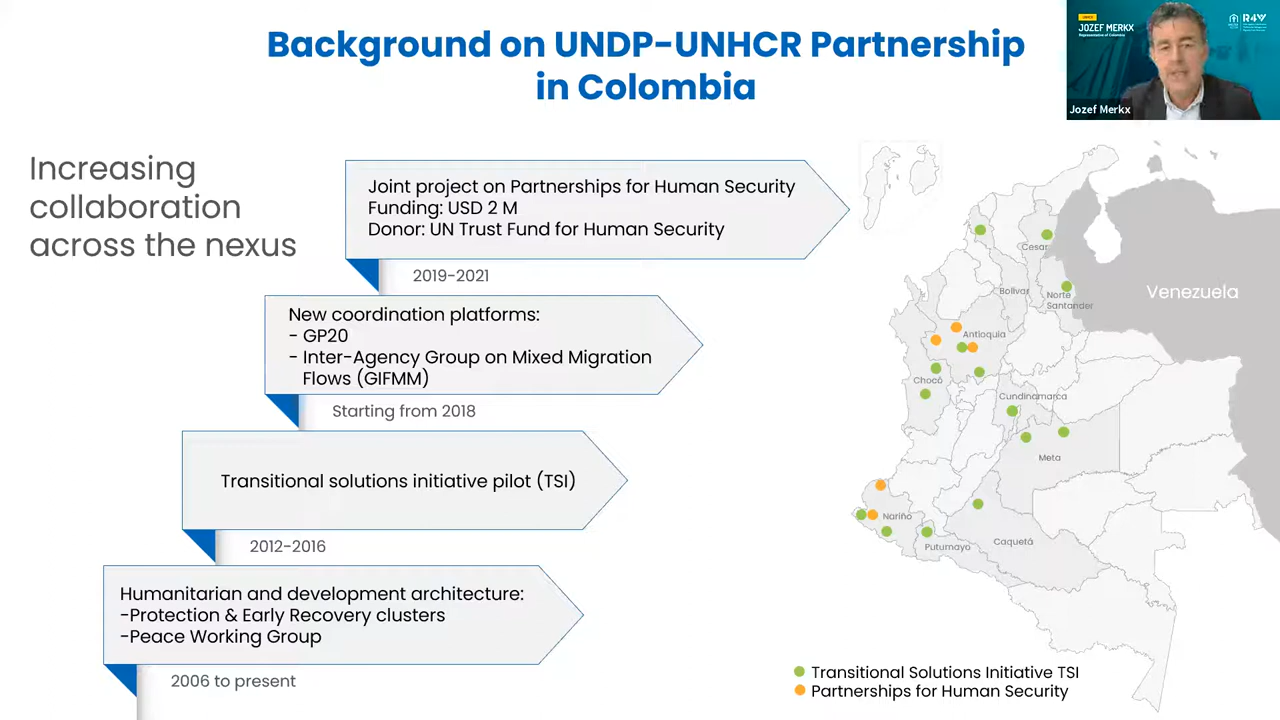 Background on UNDP-UNHCR Partnership
in Colombia
JOZEF MERKX
Representative of Colombia
R4V
Jozef Merkx
Increasing
collaboration
across the nexus
Joint project on Partnerships for Human Security
Funding: USD 2 M
Donor: UN Trust Fund for Human Security
2019-2021
New coordination platforms:
- GP20
- Inter-Agency Group on Mixed Migration
Flows (GIFMM)
Starting from 2018
Transitional solutions initiative pilot (TSI)
2012-2016
Humanitarian and development architecture:
-Protection & Early Recovery clusters
-Peace Working Group
2006 to present
Cesar
Bolivar
Norte
Santander
Venezuela
Antioquia
Chocó
Cundinamarca
Meta
Nariño
Puturnayo
Caquetá
Transitional Solutions Initiative TSI
Partnerships for Human Security